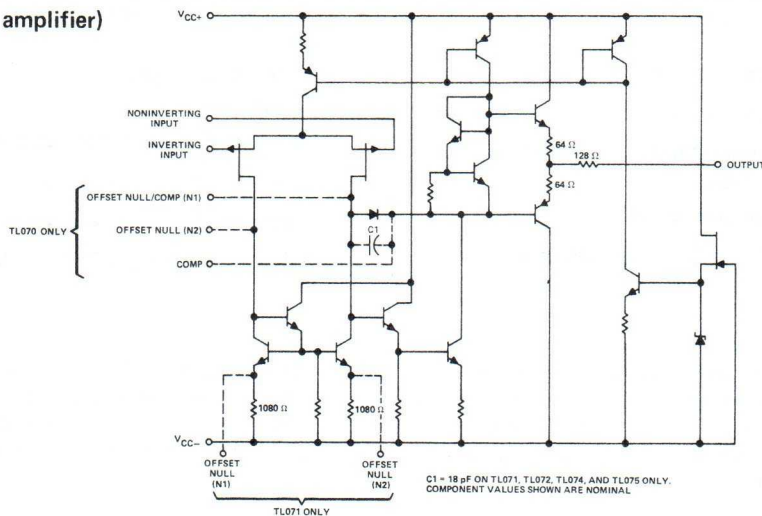 amplifier)
VCC+
NONINVERTING
INPUT
INVERTING
INPUT
64 Ω
128 Ω
OUTPUT
64 Ω
OFFSET NULL/COMP (N1)
C1
TL070 ONLY
OFFSET NULL (N2)
COMP
1080 Ω
1080 Ω
VCC−
OFFSET
NULL
(N1)
OFFSET
NULL
(N2)
C1 = 18 pF ON TL071, TL072, TL074, AND TL075 ONLY.
COMPONENT VALUES SHOWN ARE NOMINAL
TL071 ONLY